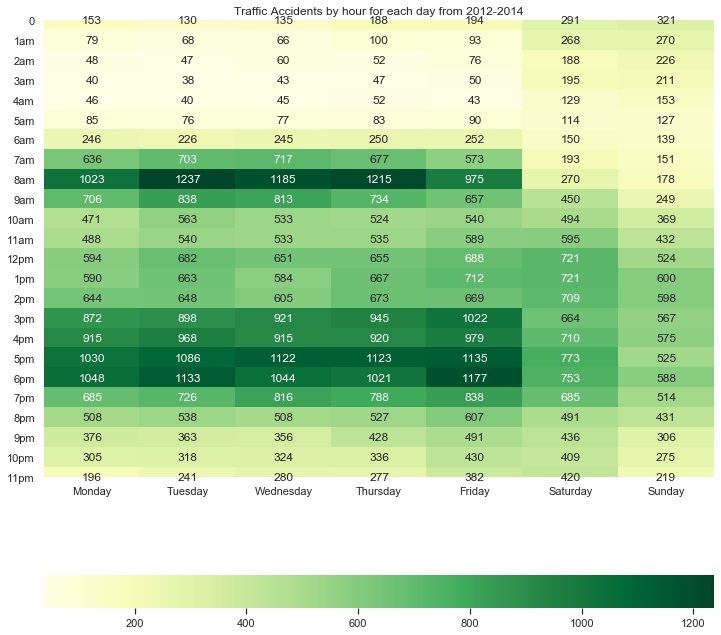 Traffic Accidents by hour for each day from 2012-2014
0 153 130 135 188 194 291 321
1am 79 68 66 100 93 268 270
2am 48 47 60 52 76 188 226
3am 40 38 43 47 50 195 211
4am 46 40 45 52 43 129 153
5am 85 76 77 83 90 114 127
6am 246 226 245 250 252 150 139
7am 636 703 717 677 573 193 151
8am 1023 1237 1185 1215 975 270 178
9am 706 838 813 734 657 450 249
10am 471 563 533 524 540 494 369
11am 488 540 533 535 589 595 432
12pm 594 682 651 655 688 721 524
1pm 590 663 584 667 712 721 600
2pm 644 648 605 673 669 709 598
3pm 872 898 921 945 1022 664 567
4pm 915 968 915 920 979 710 575
5pm 1030 1086 1122 1123 1135 773 525
6pm 1048 1133 1044 1021 1177 753 588
7pm 685 726 816 788 838 685 514
8pm 508 538 508 527 607 491 431
9pm 376 363 356 428 491 436 306
10pm 305 318 324 336 430 409 275
11pm 196 241 280 277 382 420 219
Monday Tuesday Wednesday Thursday Friday Saturday Sunday
200 400 600 800 1000 1200